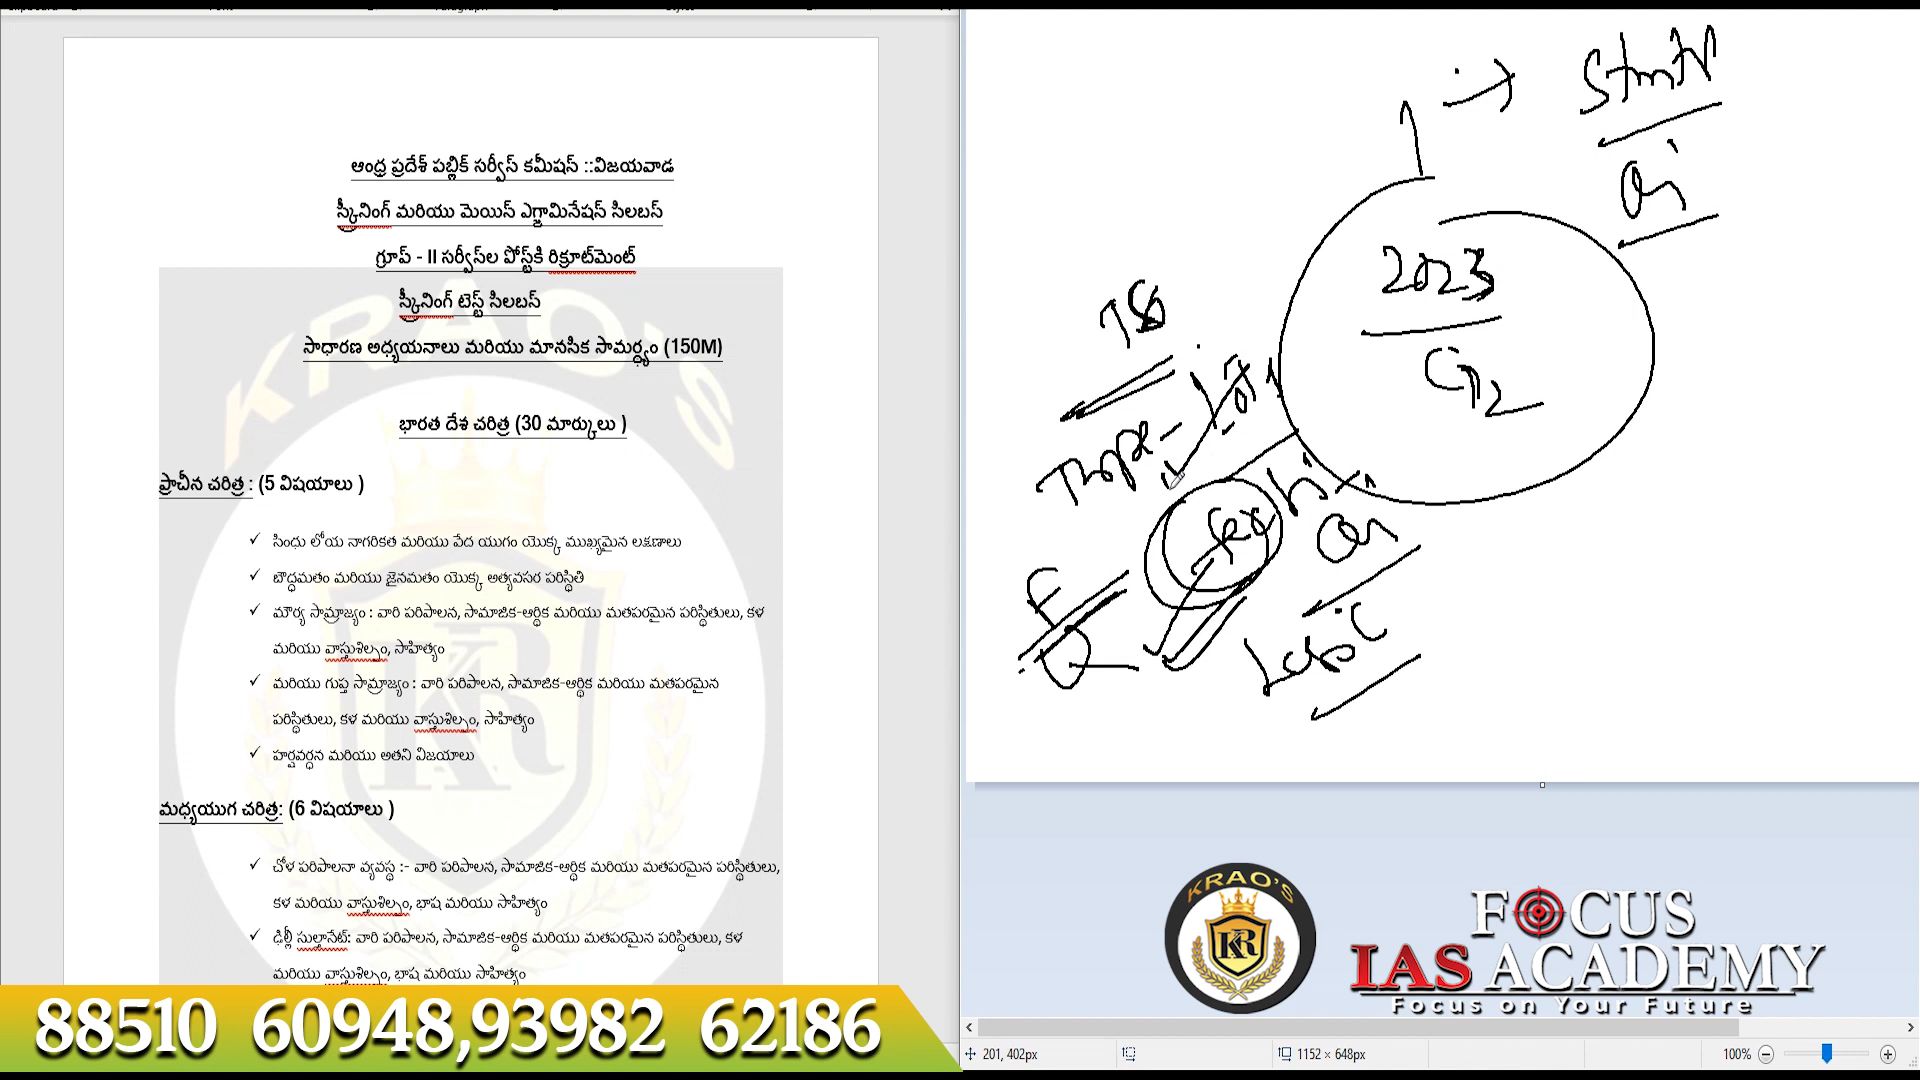 ఆంధ్ర ప్రదేశ్ పబ్లిక్ సర్వీస్ కమీషన్ ::విజయవాడ
స్క్రీనింగ్ మరియు మెయిన్ ఎగ్జామినేషన్ సిలబస్
గ్రూప్ - II సర్వీస్‌ల పోస్ట్‌కి రిక్రూట్‌మెంట్
స్క్రీనింగ్ టెస్ట్ సిలబస్
సాధారణ అధ్యయనాలు మరియు మానసిక సామర్థ్యం (150M)
భారత దేశ చరిత్ర (30 మార్కులు )
ప్రాచీన చరిత్ర : (5 విషయాలు )
✓ సింధు లోయ నాగరికత మరియు వేద యుగం యొక్క ముఖ్యమైన లక్షణాలు
✓ బౌద్ధమతం మరియు జైనమతం యొక్క అత్యవసర పరిస్థితి
✓ మౌర్య సామ్రాజ్యం : వారి పరిపాలన, సామాజిక-ఆర్థిక మరియు మతపరమైన పరిస్థితులు, కళ
మరియు వాస్తుశిల్పం, సాహిత్యం
✓ మరియు గుప్త సామ్రాజ్యం : వారి పరిపాలన, సామాజిక-ఆర్థిక మరియు మతపరమైన
పరిస్థితులు, కళ మరియు వాస్తుశిల్పం, సాహిత్యం
✓ హర్షవర్ధన మరియు అతని విజయాలు
మధ్యయుగ చరిత్ర: (6 విషయాలు )
✓ చోళ పరిపాలనా వ్యవస్థ :- వారి పరిపాలన, సామాజిక-ఆర్థిక మరియు మతపరమైన పరిస్థితులు,
కళ మరియు వాస్తుశిల్పం, భాష మరియు సాహిత్యం
✓ ఢిల్లీ సుల్తానేట్: వారి పరిపాలన, సామాజిక-ఆర్థిక మరియు మతపరమైన పరిస్థితులు, కళ
మరియు వాస్తుశిల్పం, భాష మరియు సాహిత్యం
KRAO'S
KR
88510 60948,93982 62186
2023
G2
KRAO'S
KR
FOCUS
IAS ACADEMY
Focus on Your Future
201, 402px
1152 × 648px
100%